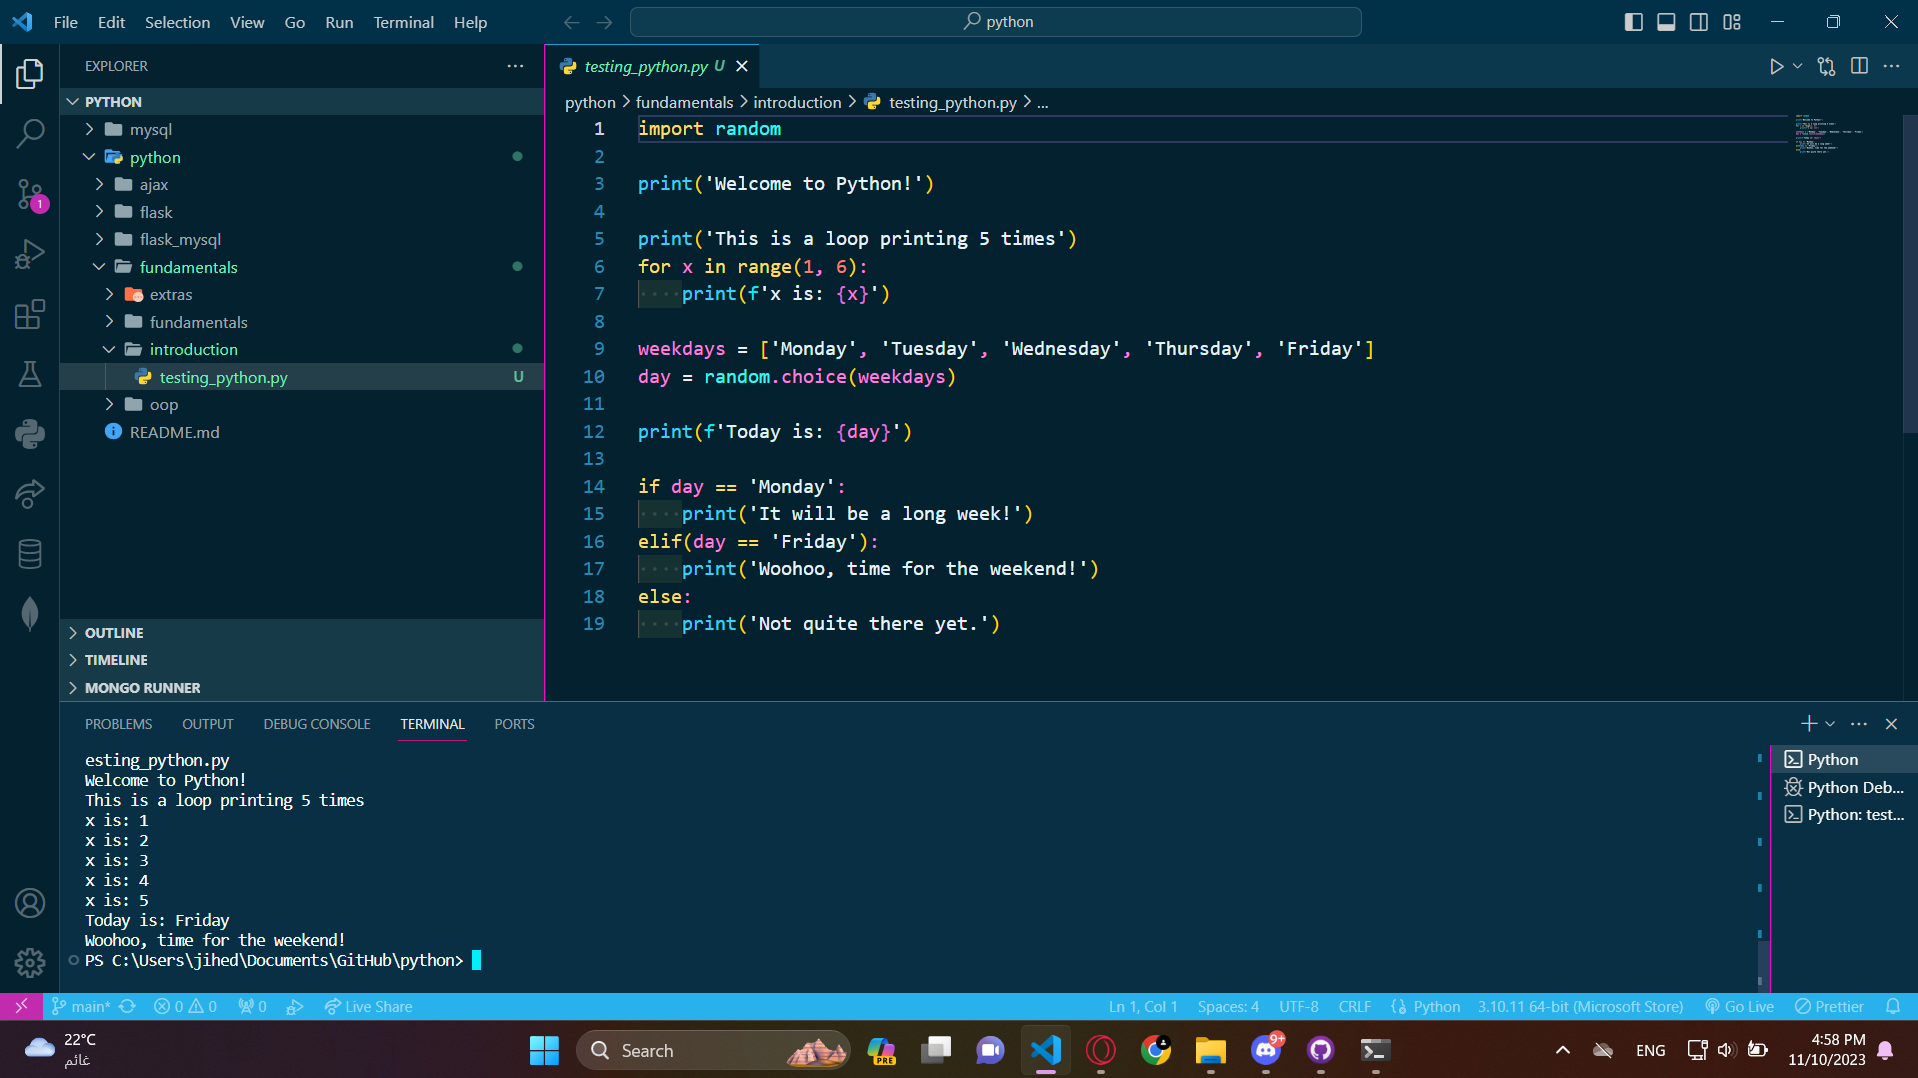 File Edit Selection View Go Run Terminal Help
python
EXPLORER
PYTHON
mysql
python
ajax
flask
flask_mysql
fundamentals
extras
fundamentals
introduction
testing_python.py U
oop
README.md
OUTLINE
TIMELINE
MONGO RUNNER
1
testing_python.py U
python > fundamentals > introduction > testing_python.py > ...
1 import random
2
3 print('Welcome to Python!')
4
5 print('This is a loop printing 5 times')
6 for x in range(1, 6):
7 ····print(f'x is: {x}')
8
9 weekdays = ['Monday', 'Tuesday', 'Wednesday', 'Thursday', 'Friday']
10 day = random.choice(weekdays)
11
12 print(f'Today is: {day}')
13
14 if day == 'Monday':
15 ····print('It will be a long week!')
16 elif(day == 'Friday'):
17 ····print('Woohoo, time for the weekend!')
18 else:
19 ····print('Not quite there yet.')
PROBLEMS OUTPUT DEBUG CONSOLE TERMINAL PORTS
esting_python.py
Welcome to Python!
This is a loop printing 5 times
x is: 1
x is: 2
x is: 3
x is: 4
x is: 5
Today is: Friday
Woohoo, time for the weekend!
PS C:\Users\jihed\Documents\GitHub\python>
Python
Python Deb...
Python: test...
main* 0 0 0 Live Share Ln 1, Col 1 Spaces: 4 UTF-8 CRLF Python 3.10.11 64-bit (Microsoft Store) Go Live Prettier
22°C
غائم
Search
PRE
9+
ENG
4:58 PM
11/10/2023